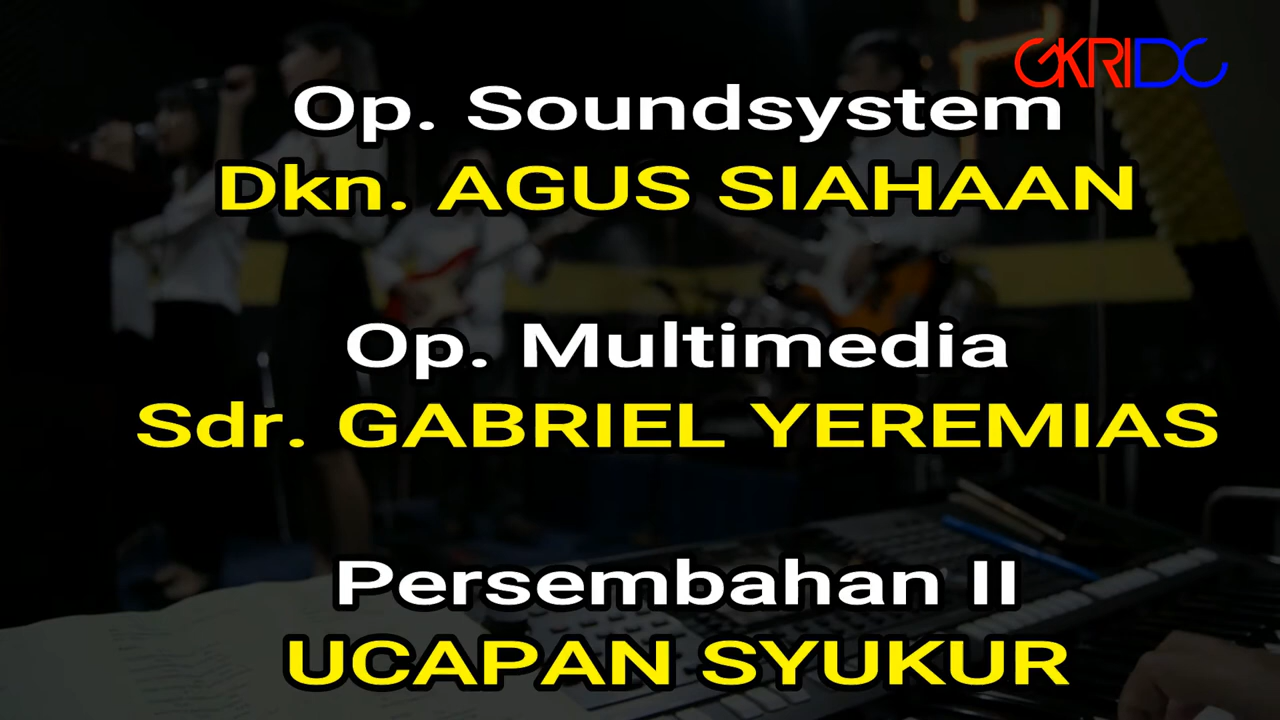 GKRIDC
Op. Soundsystem
Dkn. AGUS SIAHAAN
Op. Multimedia
Sdr. GABRIEL YEREMIAS
Persembahan II
UCAPAN SYUKUR